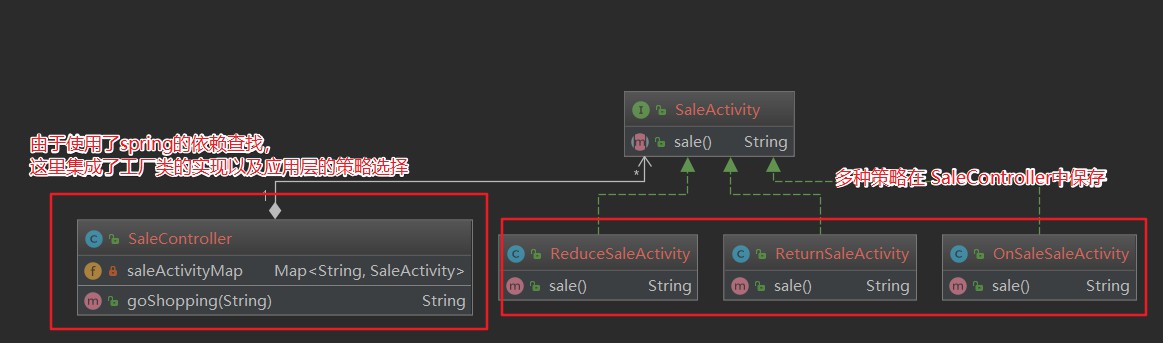 SaleActivity
sale() String
由于使用了spring的依赖查找,
这里集成了工厂类的实现以及应用层的策略选择
多种策略在 SaleController中保存
1
*
SaleController
saleActivityMap Map<String, SaleActivity>
goShopping(String) String
ReduceSaleActivity
sale() String
ReturnSaleActivity
sale() String
OnSaleSaleActivity
sale() String